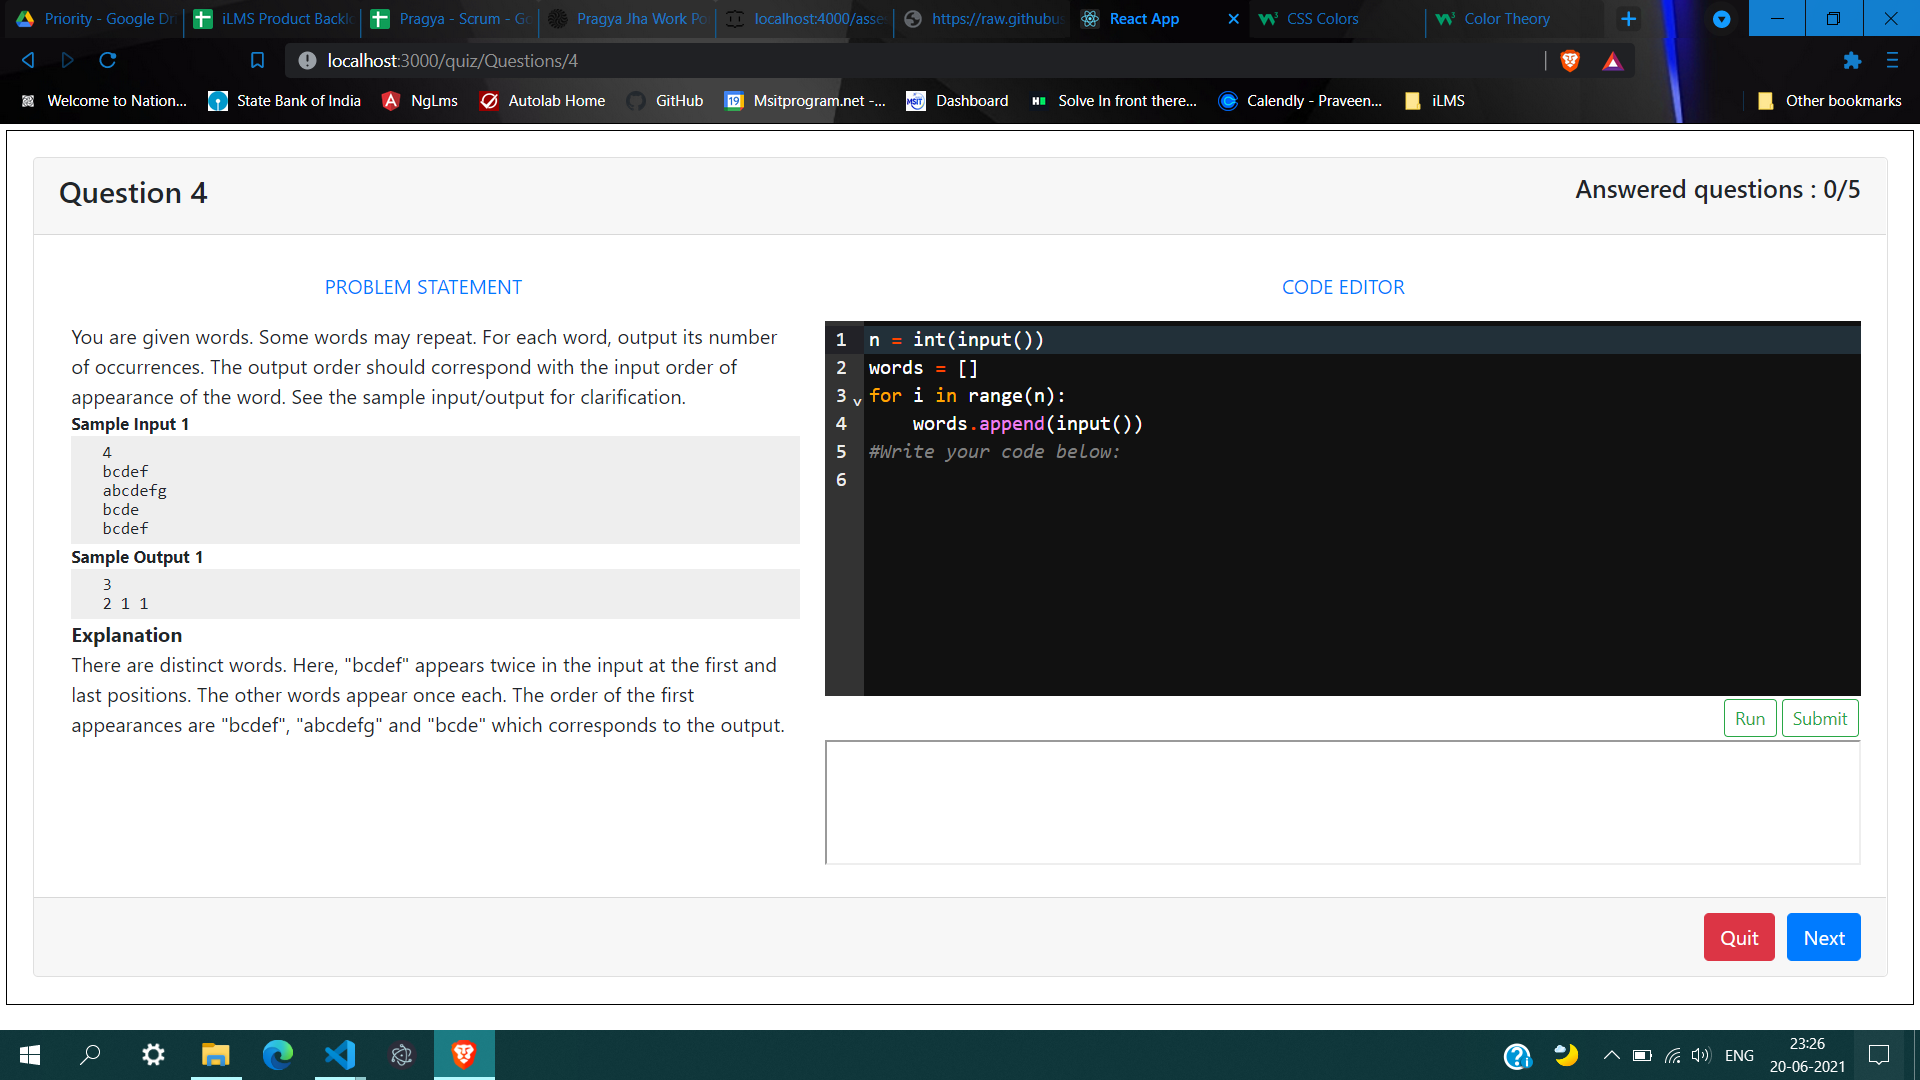 Priority - Google Dr
iLMS Product Backl
Pragya - Scrum - Go
Pragya Jha Work Po
localhost:4000/asse
https://raw.githubus
React App
CSS Colors
Color Theory
localhost:3000/quiz/Questions/4
Welcome to Nation...
State Bank of India
NgLms
Autolab Home
GitHub
19
Msitprogram.net -...
MSIT
Dashboard
Solve In front there...
Calendly - Praveen...
iLMS
Other bookmarks
Question 4
Answered questions : 0/5
PROBLEM STATEMENT
You are given words. Some words may repeat. For each word, output its number
of occurrences. The output order should correspond with the input order of
appearance of the word. See the sample input/output for clarification.
Sample Input 1
4
bcdef
abcdefg
bcde
bcdef
Sample Output 1
3
2 1 1
Explanation
There are distinct words. Here, "bcdef" appears twice in the input at the first and
last positions. The other words appear once each. The order of the first
appearances are "bcdef", "abcdefg" and "bcde" which corresponds to the output.
CODE EDITOR
1 n = int(input())
2 words = []
3 for i in range(n):
4 words.append(input())
5 #Write your code below:
6
Run
Submit
Quit
Next
ENG
23:26
20-06-2021